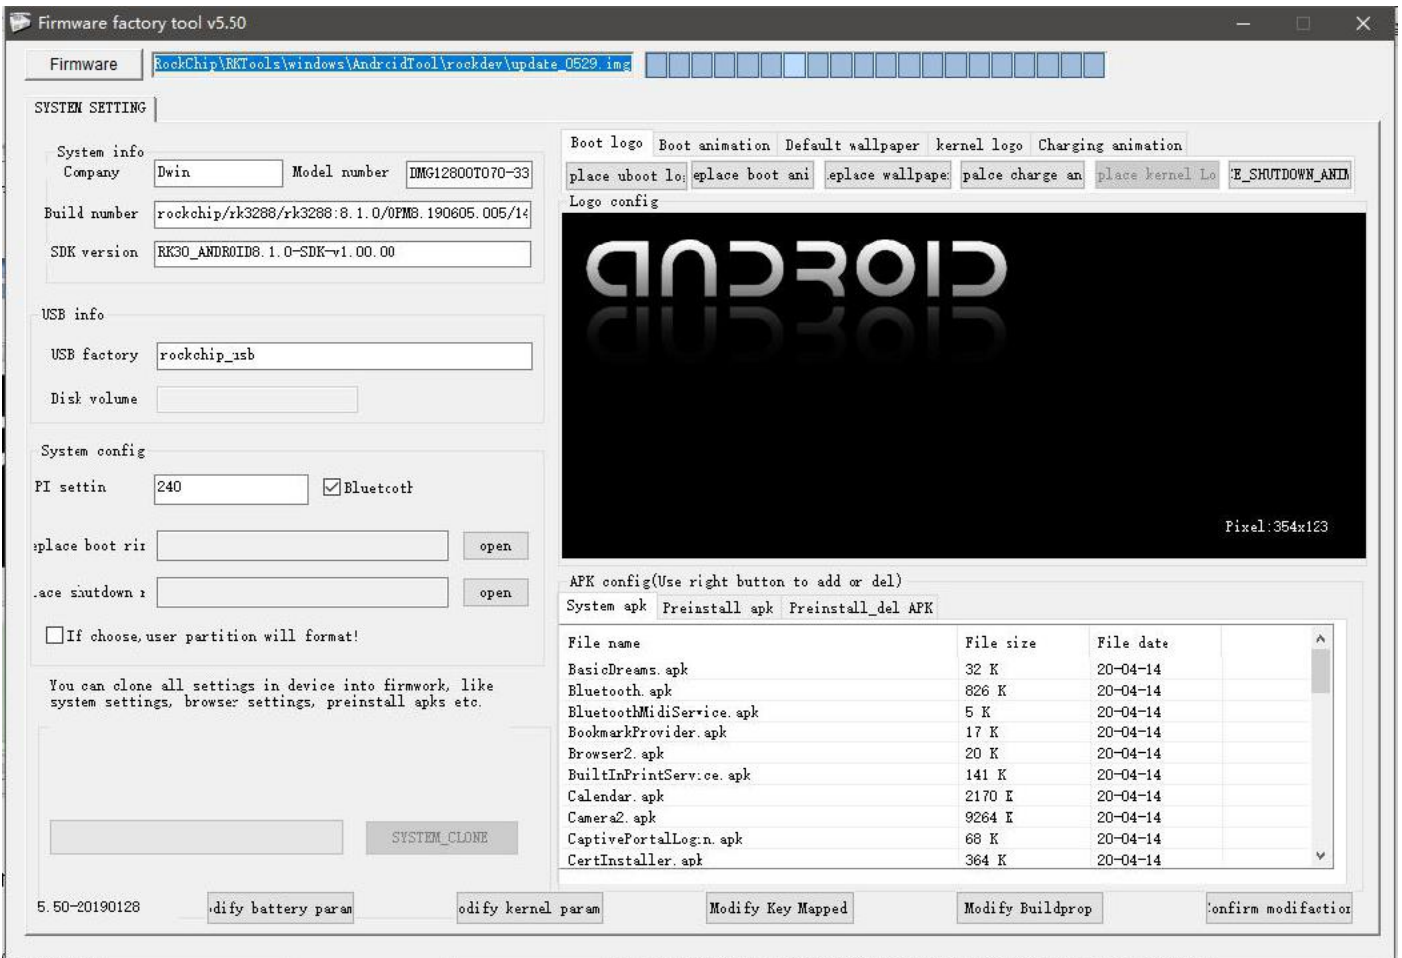 Firmware factory tool v5.50
Firmware
RockChip\RKTools\windows\AndroidTool\rockdev\update_0529.img
SYSTEM SETTING
System info
Company
Dwin
Model number
DMG12800T070-33
Build number
rockchip/rk3288/rk3288:8.1.0/OPM8.190605.005/14
SDK version
RK30_ANDROID8.1.0-SDK-v1.00.00
USB info
USB factory
rockchip_usb
Disk volume
System config
PI settin
240
Bluetooth
eplace boot rin
open
lace shutdown r
open
If choose,user partition will format!
You can clone all settings in device into firmwork, like
system settings, browser settings, preinstall apks etc.
SYSTEM_CLONE
5.50-20190128
Boot logo Boot animation Default wallpaper kernel logo Charging animation
place uboot lo eplace boot ani eplace wallpape palce charge an place kernel Lo E_SHUTDOWN_ANIM
Logo config
ANDROID
Pixel:354x123
APK config(Use right button to add or del)
System apk Preinstall apk Preinstall_del APK
File name File size File date
BasicDreams.apk 32 K 20-04-14
Bluetooth.apk 826 K 20-04-14
BluetoothMidiService.apk 5 K 20-04-14
BookmarkProvider.apk 17 K 20-04-14
Browser2.apk 20 K 20-04-14
BuiltInPrintService.apk 141 K 20-04-14
Calendar.apk 2170 K 20-04-14
Camera2.apk 9264 K 20-04-14
CaptivePortalLogin.apk 68 K 20-04-14
CertInstaller.apk 364 K 20-04-14
dify battery param
odify kernel param
Modify Key Mapped
Modify Buildprop
onfirm modifaction